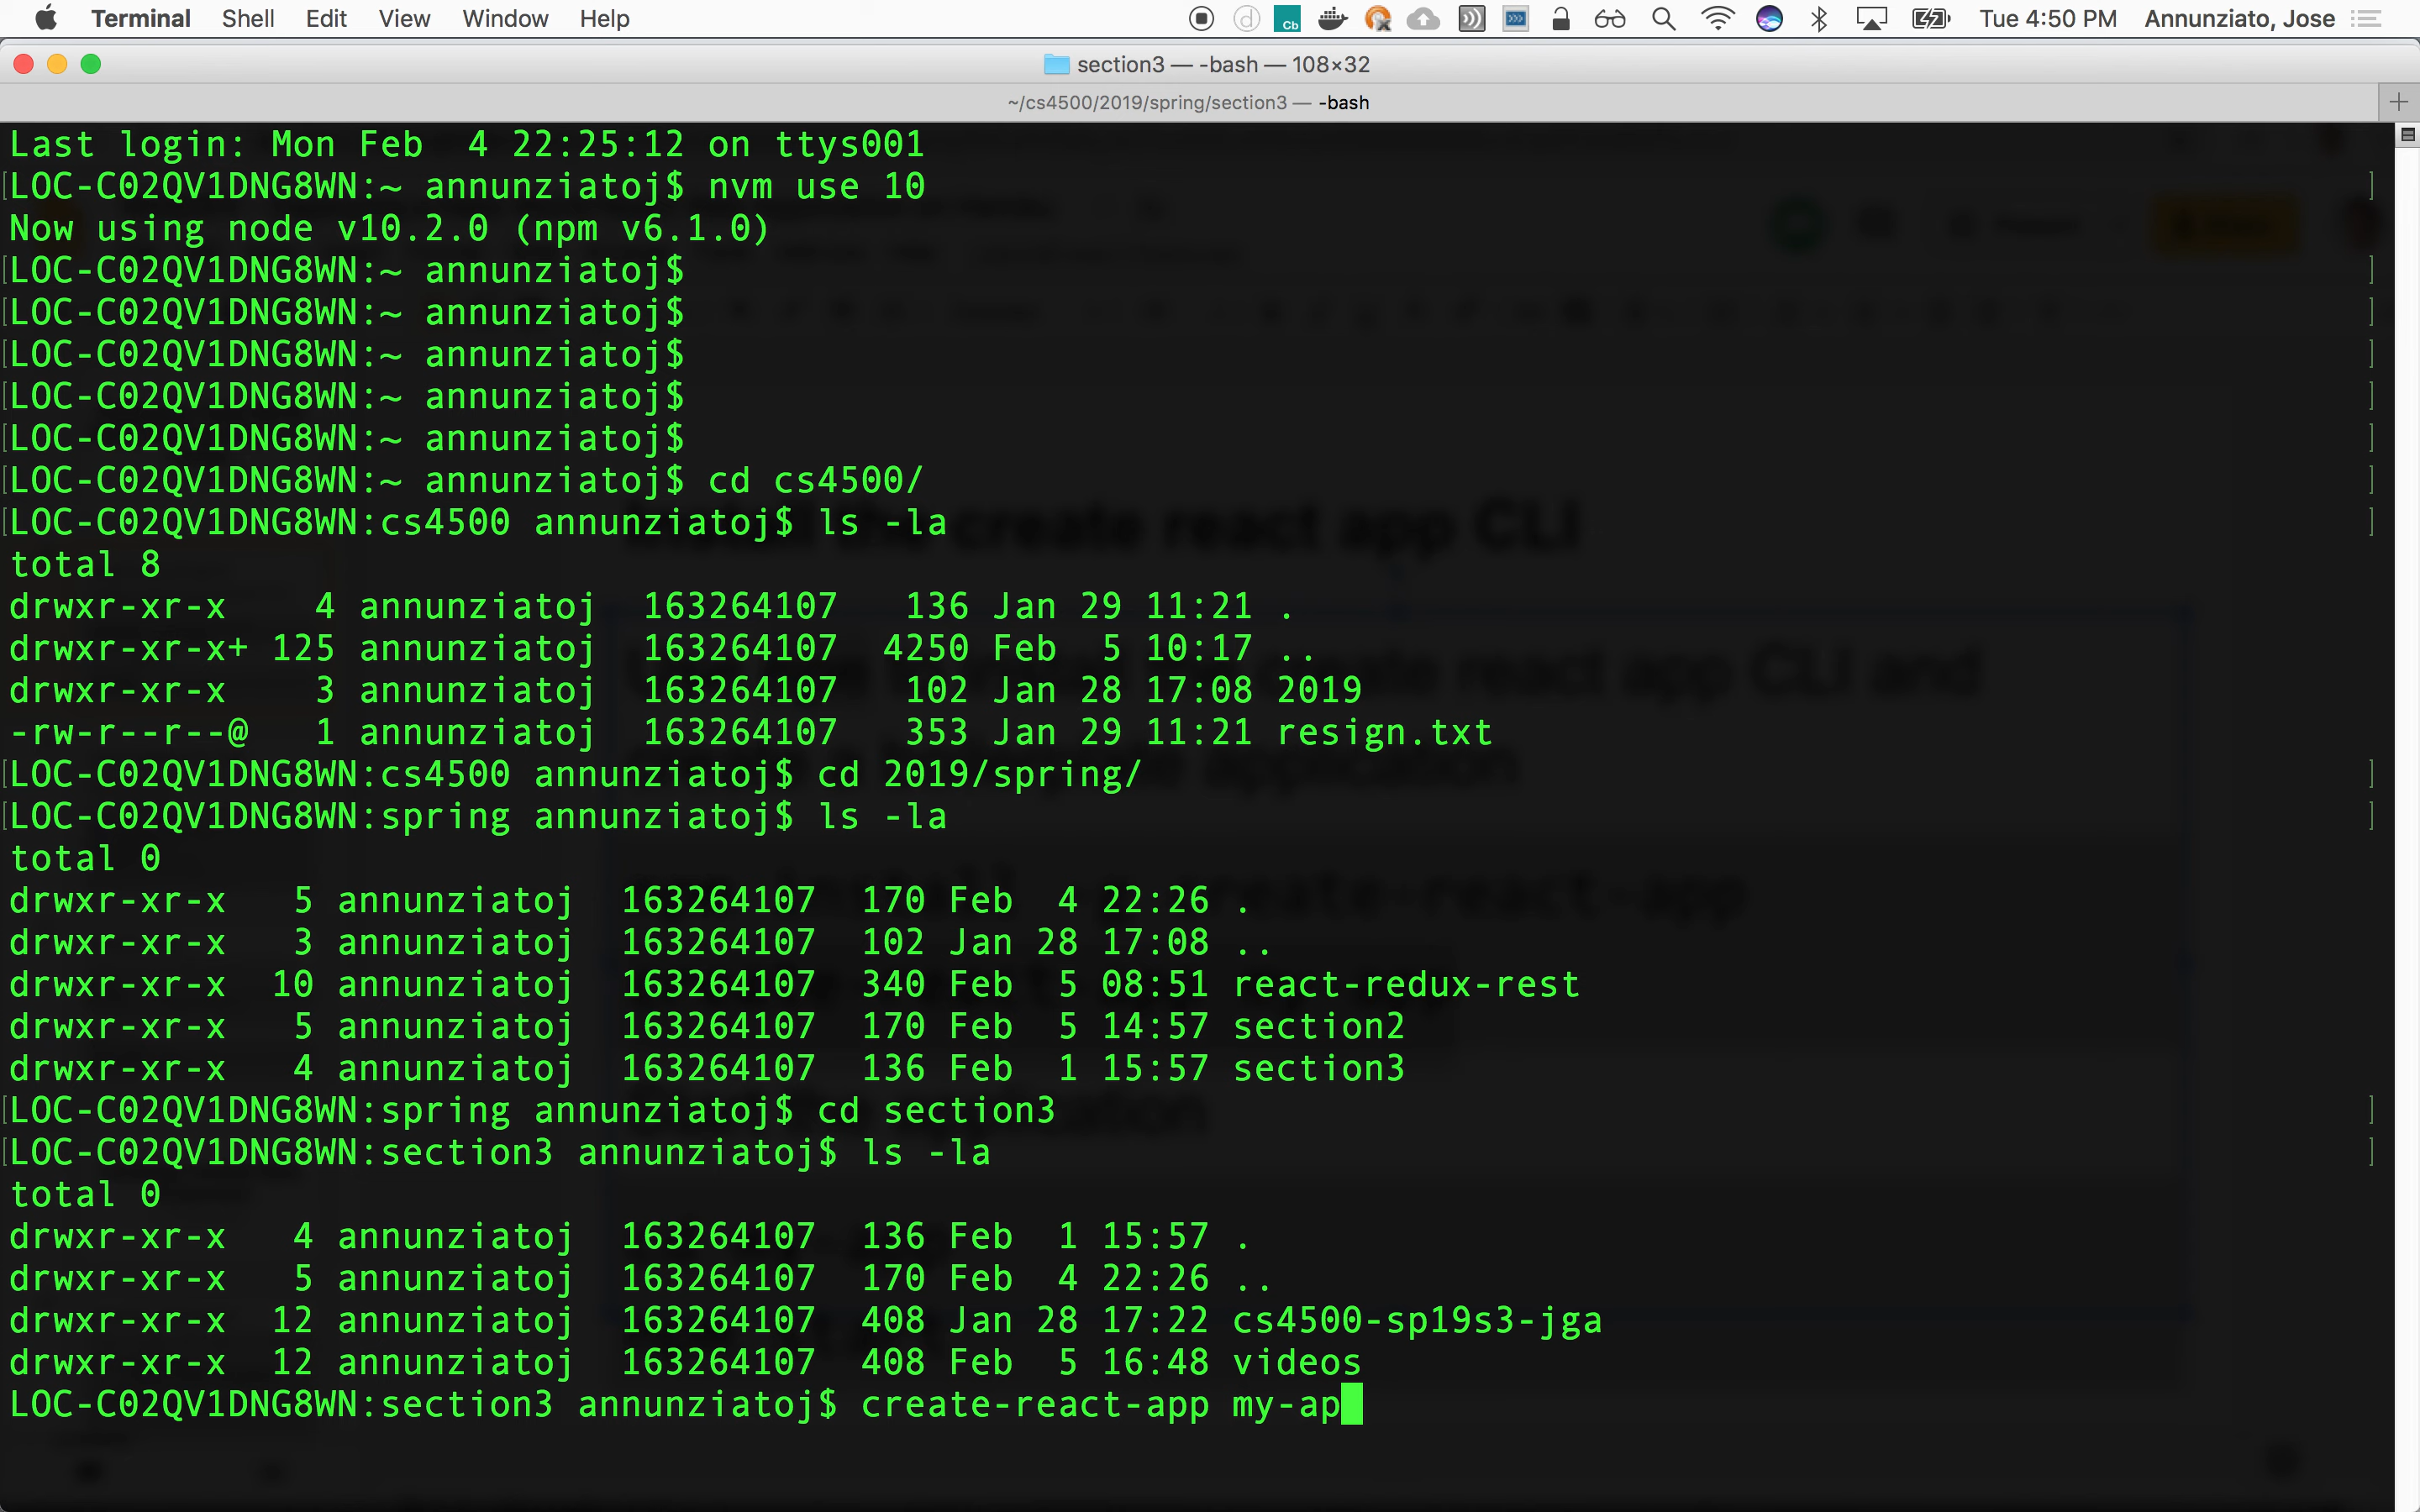 Terminal Shell Edit View Window Help Cb Tue 4:50 PM Annunziato, Jose
section3 — -bash — 108×32
~/cs4500/2019/spring/section3 — -bash
Last login: Mon Feb  4 22:25:12 on ttys001
[LOC-C02QV1DNG8WN:~ annunziatoj$ nvm use 10 ]
Now using node v10.2.0 (npm v6.1.0)
[LOC-C02QV1DNG8WN:~ annunziatoj$ ]
[LOC-C02QV1DNG8WN:~ annunziatoj$ ]
[LOC-C02QV1DNG8WN:~ annunziatoj$ ]
[LOC-C02QV1DNG8WN:~ annunziatoj$ ]
[LOC-C02QV1DNG8WN:~ annunziatoj$ ]
[LOC-C02QV1DNG8WN:~ annunziatoj$ cd cs4500/ ]
[LOC-C02QV1DNG8WN:cs4500 annunziatoj$ ls -la ]
total 8
drwxr-xr-x    4 annunziatoj  163264107   136 Jan 29 11:21 .
drwxr-xr-x+ 125 annunziatoj  163264107  4250 Feb  5 10:17 ..
drwxr-xr-x    3 annunziatoj  163264107   102 Jan 28 17:08 2019
-rw-r--r--@   1 annunziatoj  163264107   353 Jan 29 11:21 resign.txt
[LOC-C02QV1DNG8WN:cs4500 annunziatoj$ cd 2019/spring/ ]
[LOC-C02QV1DNG8WN:spring annunziatoj$ ls -la ]
total 0
drwxr-xr-x   5 annunziatoj  163264107  170 Feb  4 22:26 .
drwxr-xr-x   3 annunziatoj  163264107  102 Jan 28 17:08 ..
drwxr-xr-x  10 annunziatoj  163264107  340 Feb  5 08:51 react-redux-rest
drwxr-xr-x   5 annunziatoj  163264107  170 Feb  5 14:57 section2
drwxr-xr-x   4 annunziatoj  163264107  136 Feb  1 15:57 section3
[LOC-C02QV1DNG8WN:spring annunziatoj$ cd section3 ]
[LOC-C02QV1DNG8WN:section3 annunziatoj$ ls -la ]
total 0
drwxr-xr-x   4 annunziatoj  163264107  136 Feb  1 15:57 .
drwxr-xr-x   5 annunziatoj  163264107  170 Feb  4 22:26 ..
drwxr-xr-x  12 annunziatoj  163264107  408 Jan 28 17:22 cs4500-sp19s3-jga
drwxr-xr-x  12 annunziatoj  163264107  408 Feb  5 16:48 videos
LOC-C02QV1DNG8WN:section3 annunziatoj$ create-react-app my-ap